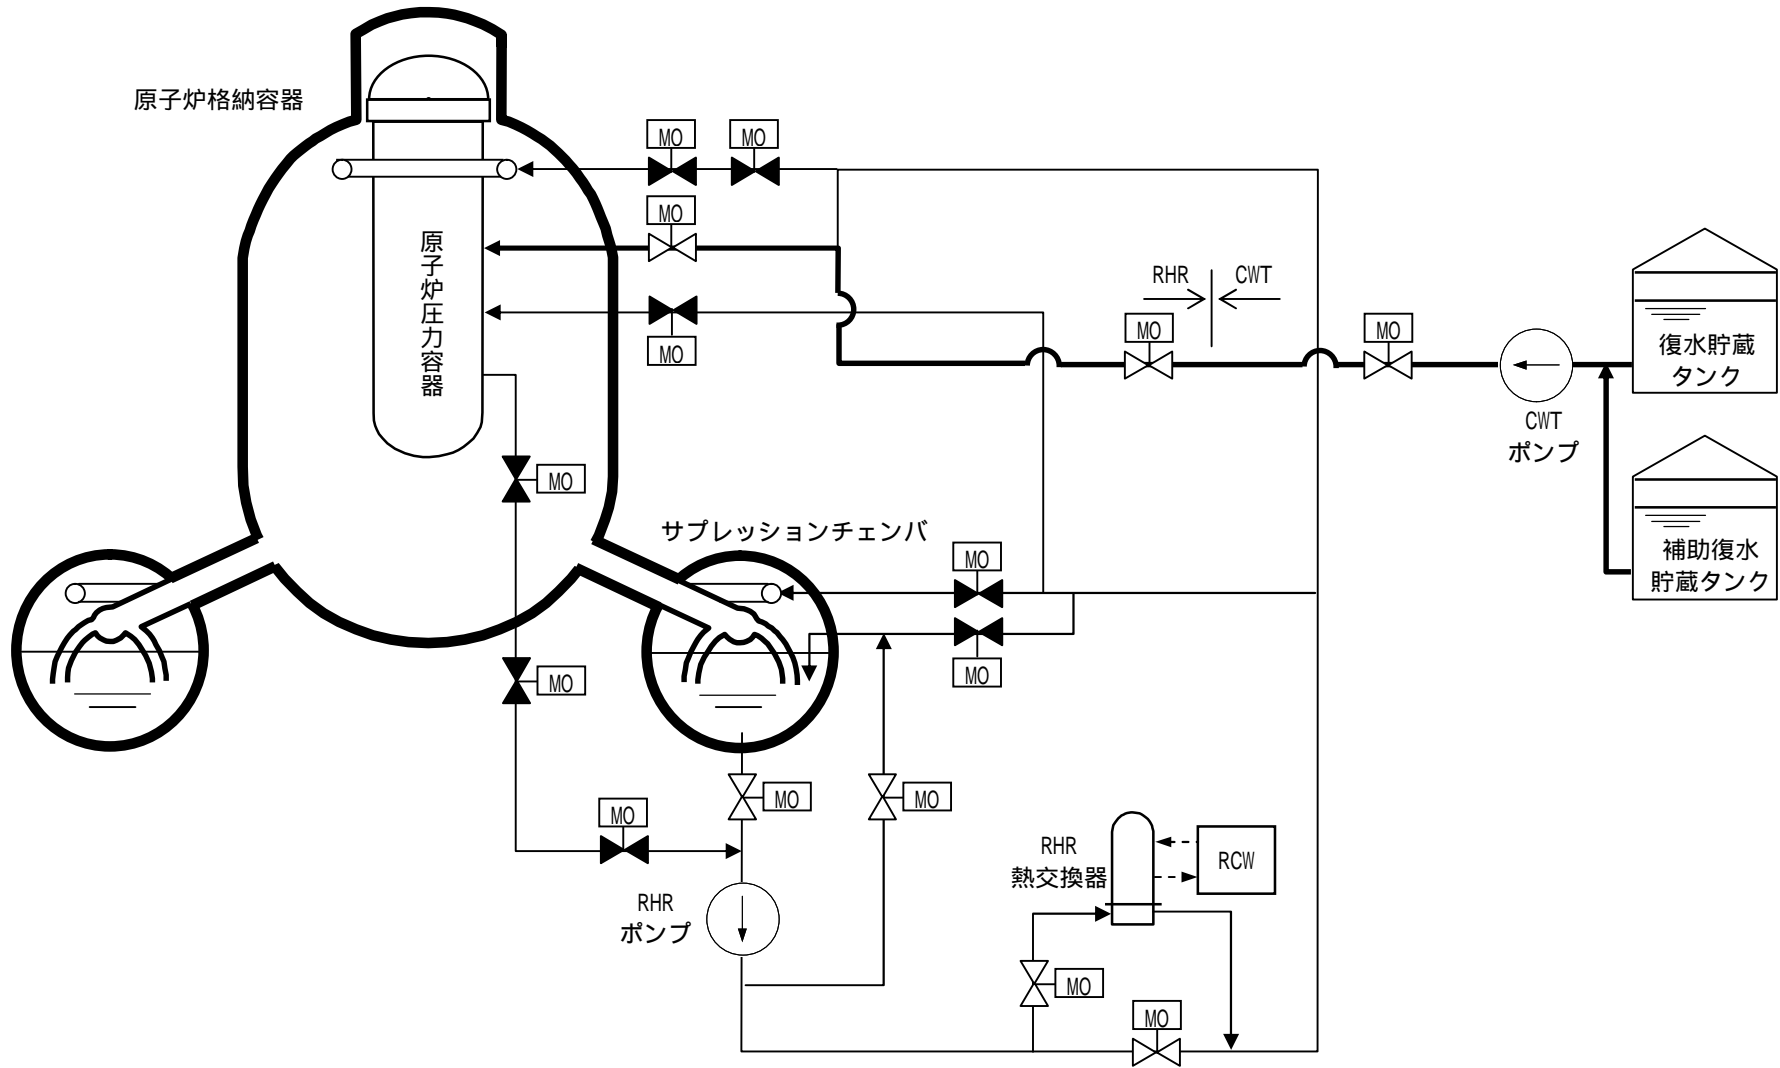 原子炉格納容器
MO
MO
MO
原子炉圧力容器
MO
RHR
CWT
MO
MO
復水貯蔵
タンク
CWT
ポンプ
MO
サプレッションチェンバ
MO
補助復水
貯蔵タンク
MO
MO
MO
MO
MO
RHR
熱交換器
RCW
RHR
ポンプ
MO
MO